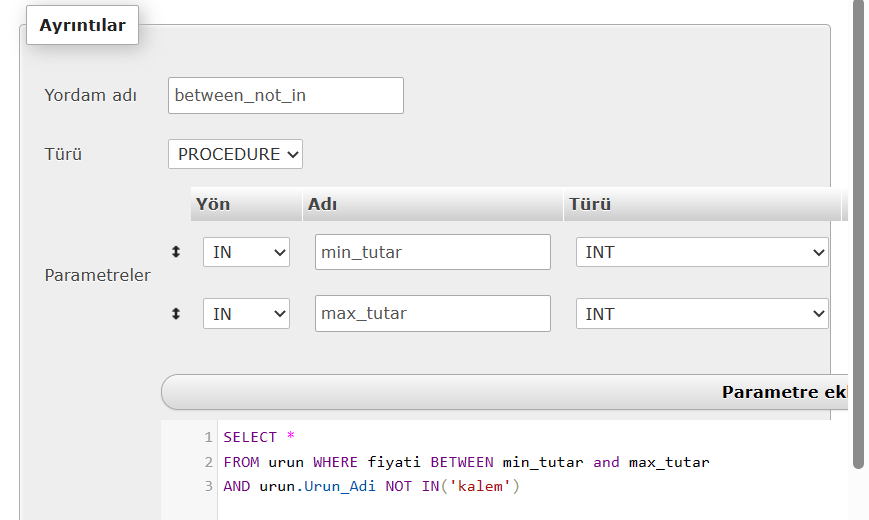 Ayrıntılar
Yordam adı between_not_in
Türü PROCEDURE
Yön Adı Türü
IN min_tutar INT
Parametreler
IN max_tutar INT
Parametre ekl
1 SELECT *
2 FROM urun WHERE fiyati BETWEEN min_tutar and max_tutar
3 AND urun.Urun_Adi NOT IN('kalem')